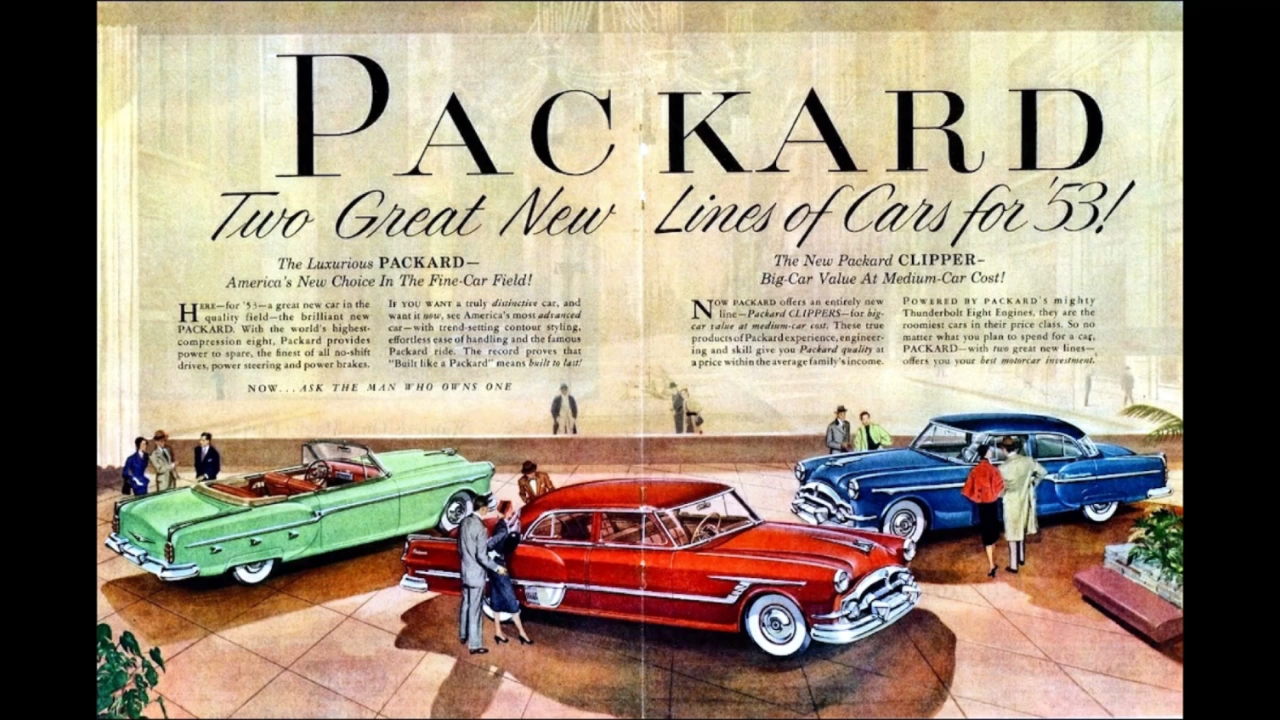 PACKARD
Two Great New Lines of Cars for '53!
The Luxurious PACKARD—
America's New Choice In The Fine-Car Field!
HERE—for '53—a great new car in the
quality field—the brilliant new
PACKARD. With the world's highest-
compression eight, Packard provides
power to spare, the finest of all no-shift
drives, power steering and power brakes.
IF YOU WANT a truly distinctive car, and
want it now, see America's most advanced
car—with trend-setting contour styling,
effortless ease of handling and the famous
Packard ride. The record proves that
"Built like a Packard" means built to last!
NOW...ASK THE MAN WHO OWNS ONE
The New Packard CLIPPER–
Big-Car Value At Medium-Car Cost!
NOW PACKARD offers an entirely new
line—Packard CLIPPERS—for big-
car value at medium-car cost. These true
products of Packard experience, engineer-
ing and skill give you Packard quality at
a price within the average family's income.
POWERED BY PACKARD'S mighty
Thunderbolt Eight Engines, they are the
roomiest cars in their price class. So no
matter what you plan to spend for a car,
PACKARD—with two great new lines—
offers you your best motorcar investment.